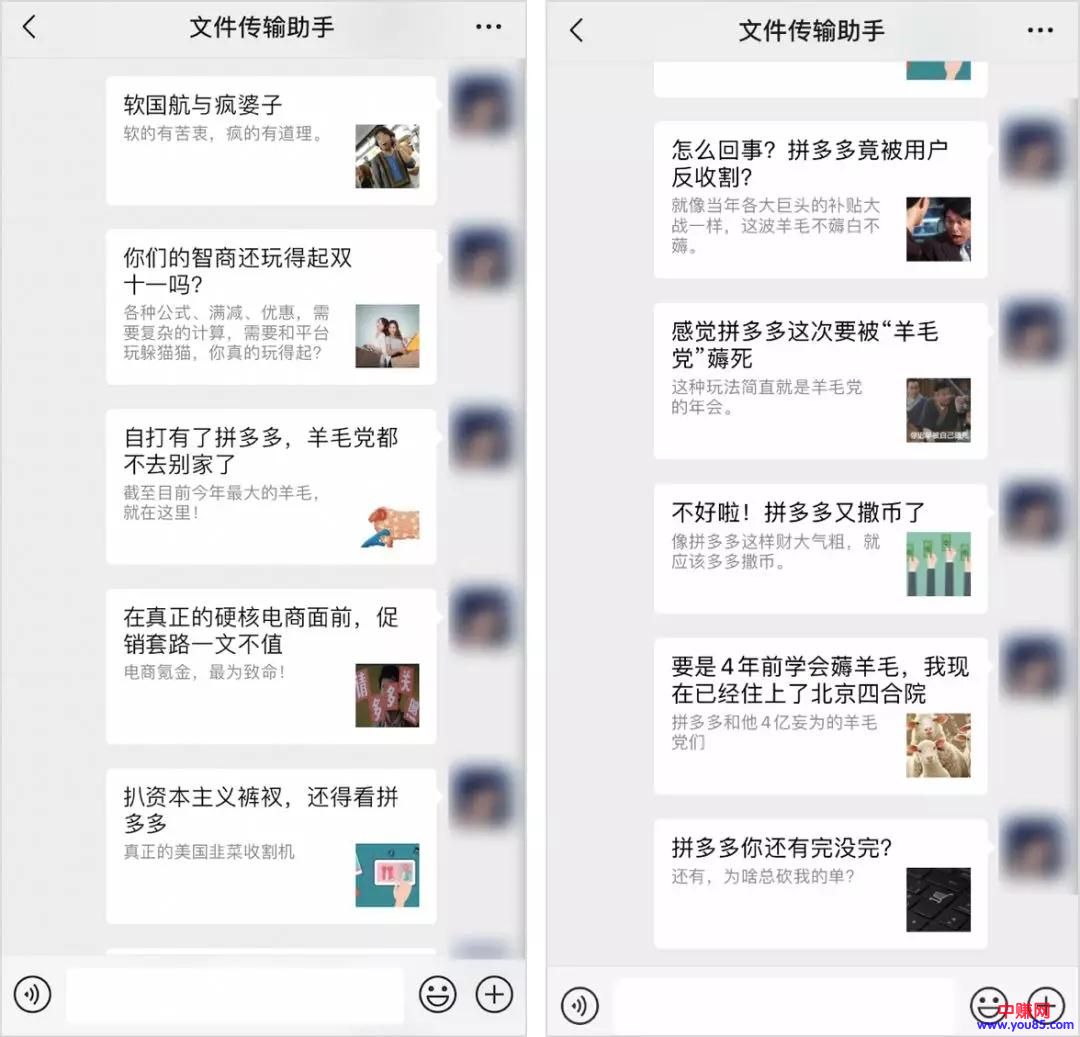 文件传输助手
软国航与疯婆子
软的有苦衷，疯的有道理。
你们的智商还玩得起双
十一吗？
各种公式、满减、优惠，需
要复杂的计算，需要和平台
玩躲猫猫，你真的玩得起？
自打有了拼多多，羊毛党都
不去别家了
截至目前今年最大的羊毛，
就在这里！
在真正的硬核电商面前，促
销套路一文不值
电商氪金，最为致命！
请多多关照
扒资本主义裤衩，还得看拼
多多
真正的美国韭菜收割机
文件传输助手
怎么回事？拼多多竟被用户
反收割？
就像当年各大巨头的补贴大
战一样，这波羊毛不薅白不
薅。
感觉拼多多这次要被“羊毛
党”薅死
这种玩法简直就是羊毛党
的年会。
不好啦！拼多多又撒币了
像拼多多这样财大气粗，就
应该多多撒币。
要是4年前学会薅羊毛，我现
在已经住上了北京四合院
拼多多和他4亿妄为的羊毛
党们
拼多多你还有完没完？
还有，为啥总砍我的单？
中赚网
www.you85.com